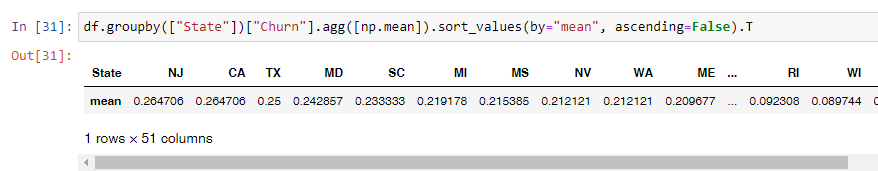 In [31]: df.groupby(["State"])["Churn"].agg([np.mean]).sort_values(by="mean", ascending=False).T
Out[31]:
State NJ CA TX MD SC MI MS NV WA ME ... RI WI
mean 0.264706 0.264706 0.25 0.242857 0.233333 0.219178 0.215385 0.212121 0.212121 0.209677 ... 0.092308 0.089744
1 rows × 51 columns